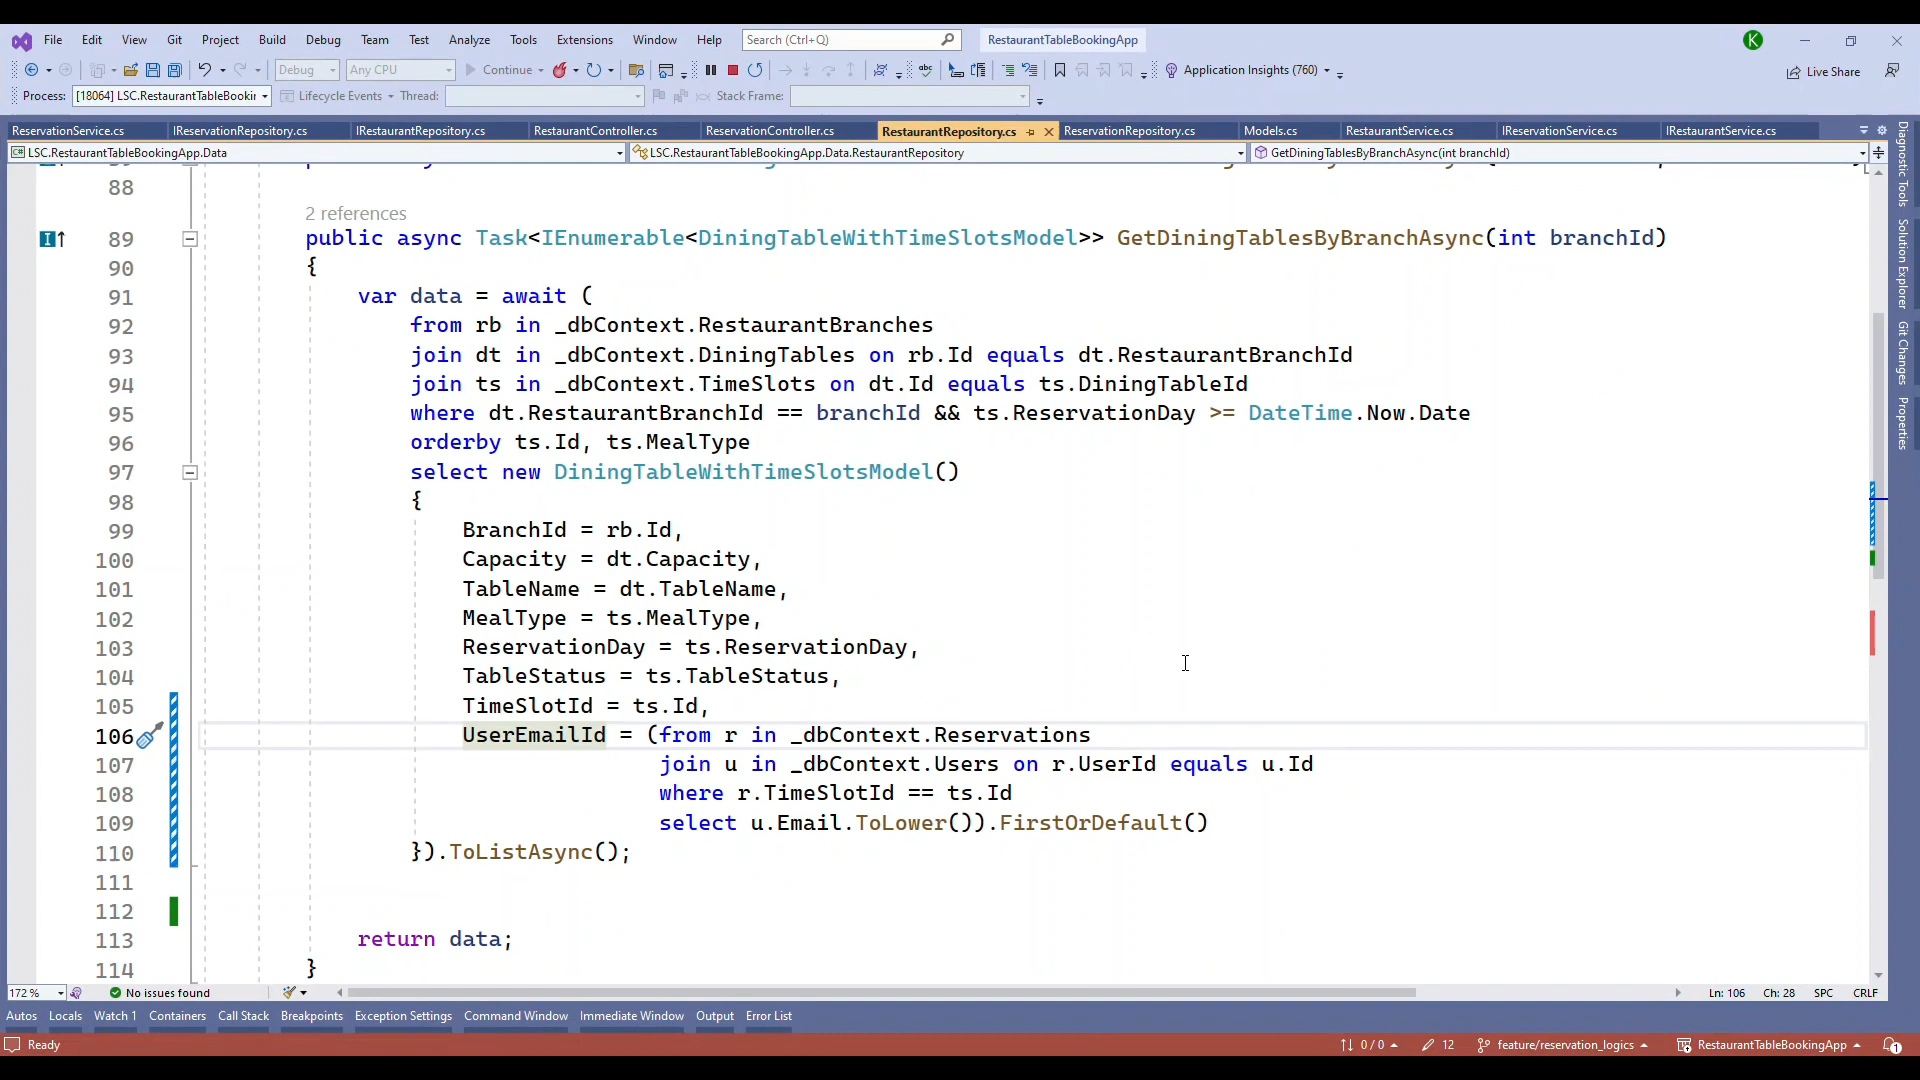 File Edit View Git Project Build Debug Team Test Analyze Tools Extensions Window Help Search (Ctrl+Q) RestaurantTableBookingApp K
Debug Any CPU Continue Application Insights (760) Live Share
Process: [18064] LSC.RestaurantTableBookin Lifecycle Events Thread: Stack Frame:
ReservationService.cs IReservationRepository.cs IRestaurantRepository.cs RestaurantController.cs ReservationController.cs RestaurantRepository.cs ReservationRepository.cs Models.cs RestaurantService.cs IReservationService.cs IRestaurantService.cs
LSC.RestaurantTableBookingApp.Data LSC.RestaurantTableBookingApp.Data.RestaurantRepository GetDiningTablesByBranchAsync(int branchId)
88
2 references
89 public async Task<IEnumerable<DiningTableWithTimeSlotsModel>> GetDiningTablesByBranchAsync(int branchId)
90 {
91 var data = await (
92 from rb in _dbContext.RestaurantBranches
93 join dt in _dbContext.DiningTables on rb.Id equals dt.RestaurantBranchId
94 join ts in _dbContext.TimeSlots on dt.Id equals ts.DiningTableId
95 where dt.RestaurantBranchId == branchId && ts.ReservationDay >= DateTime.Now.Date
96 orderby ts.Id, ts.MealType
97 select new DiningTableWithTimeSlotsModel()
98 {
99 BranchId = rb.Id,
100 Capacity = dt.Capacity,
101 TableName = dt.TableName,
102 MealType = ts.MealType,
103 ReservationDay = ts.ReservationDay,
104 TableStatus = ts.TableStatus,
105 TimeSlotId = ts.Id,
106 UserEmailId = (from r in _dbContext.Reservations
107 join u in _dbContext.Users on r.UserId equals u.Id
108 where r.TimeSlotId == ts.Id
109 select u.Email.ToLower()).FirstOrDefault()
110 }).ToListAsync();
111
112
113 return data;
114 }
172 % No issues found Ln: 106 Ch: 28 SPC CRLF
Autos Locals Watch 1 Containers Call Stack Breakpoints Exception Settings Command Window Immediate Window Output Error List
Ready 0 / 0 12 feature/reservation_logics RestaurantTableBookingApp 1
Diagnostic Tools
Solution Explorer
Git Changes
Properties